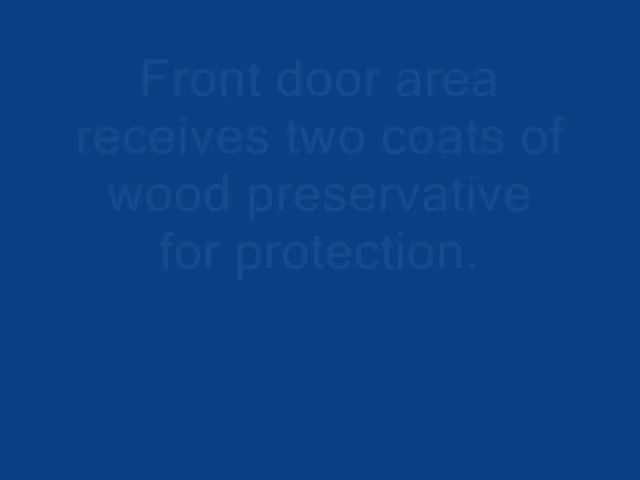 Front door area
receives two coats of
wood preservative
for protection.